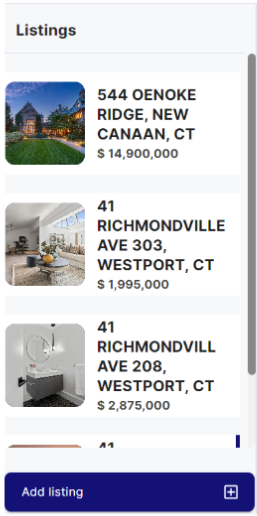 Listings
544 OENOKE
RIDGE, NEW
CANAAN, CT
$ 14,900,000
41
RICHMONDVILLE
AVE 303,
WESTPORT, CT
$ 1,995,000
41
RICHMONDVILL
AVE 208,
WESTPORT, CT
$ 2,875,000
41
Add listing